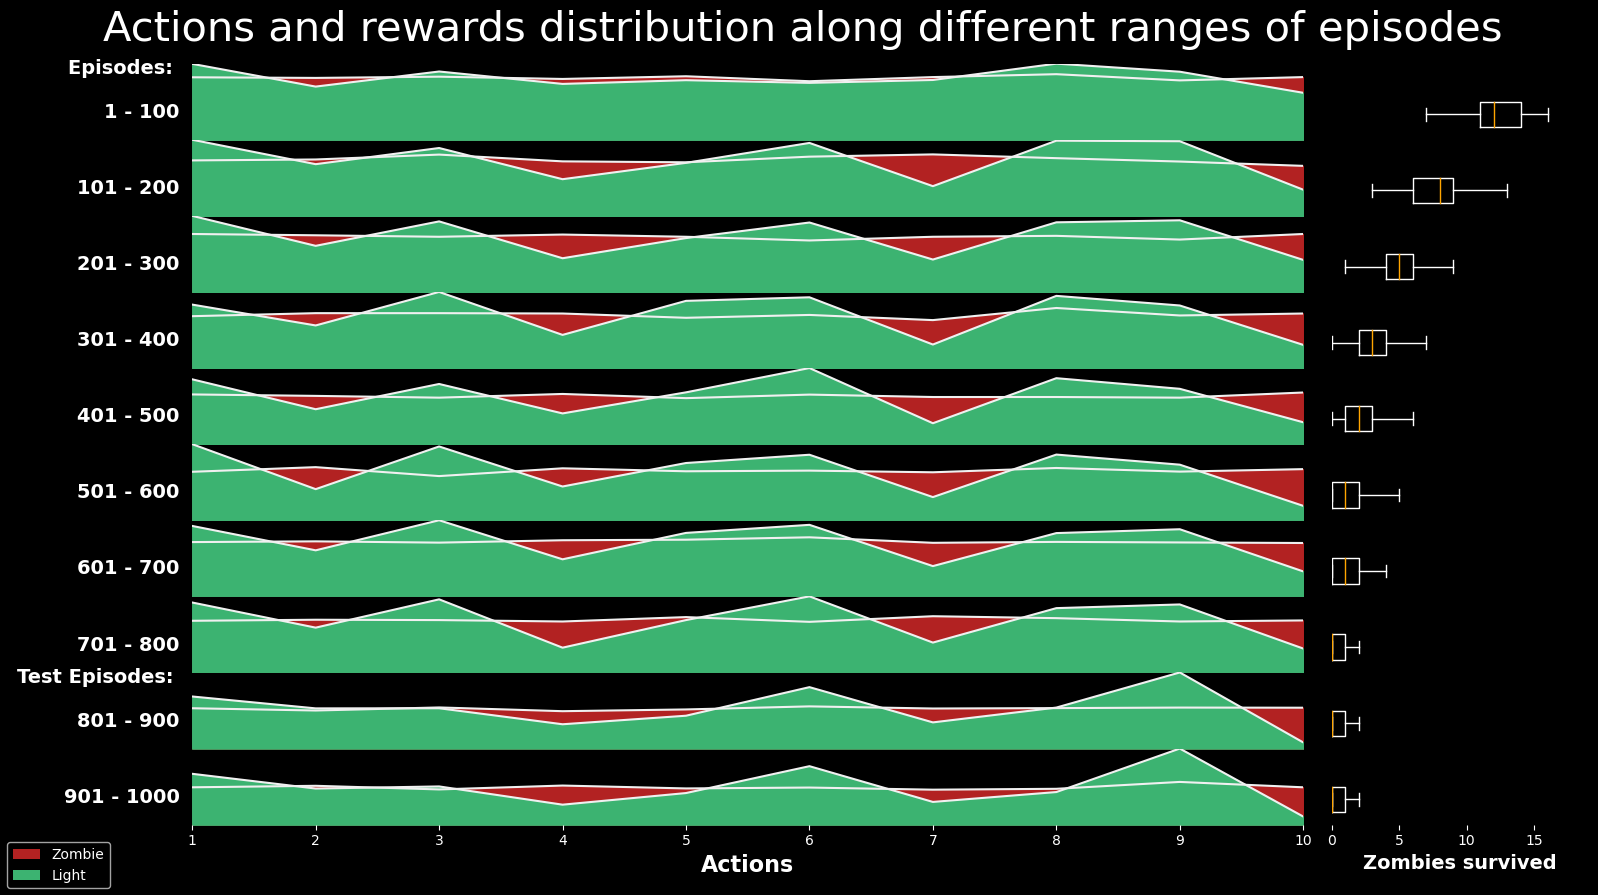 Actions and rewards distribution along different ranges of episodes
Episodes:
1 - 100
101 - 200
201 - 300
301 - 400
401 - 500
501 - 600
601 - 700
701 - 800
Test Episodes:
801 - 900
901 - 1000
1 2 3 4 5 6 7 8 9 10
0 5 10 15
Actions
Zombies survived
Zombie
Light